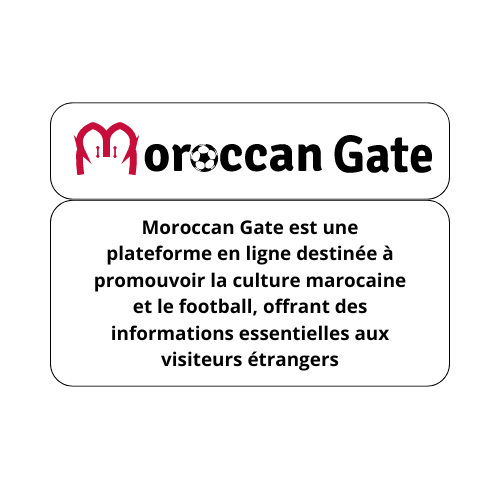 Moroccan Gate
Moroccan Gate est une
plateforme en ligne destinée à
promouvoir la culture marocaine
et le football, offrant des
informations essentielles aux
visiteurs étrangers